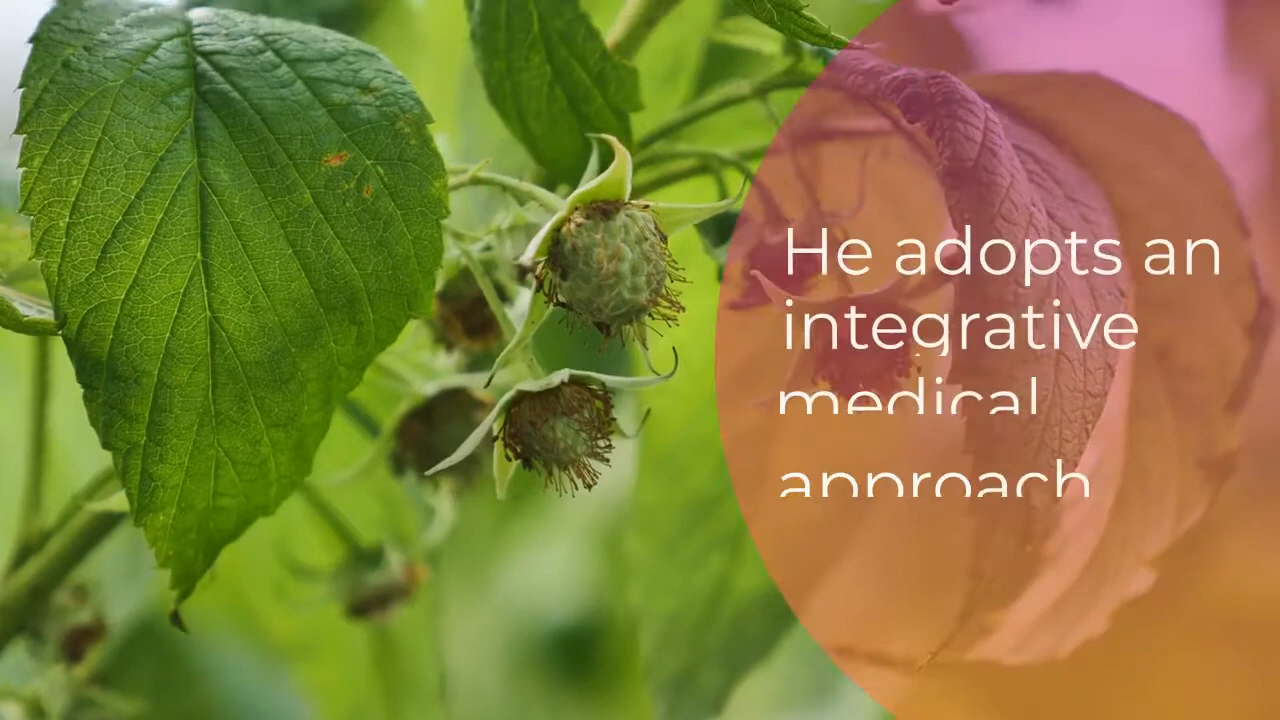 He adopts an
integrative
medical
approach